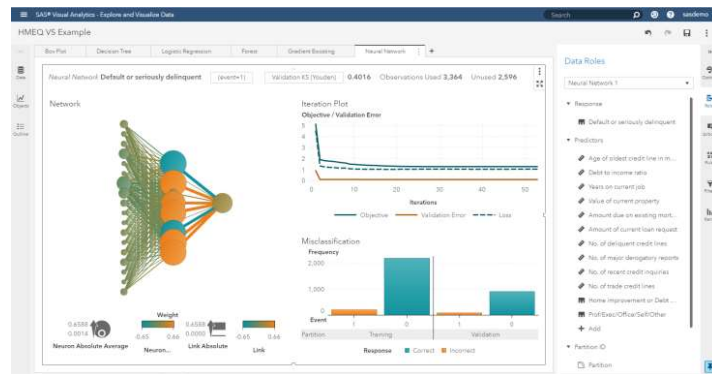 SAS® Visual Analytics - Explore and Visualize Data
Search
sasdemo
HMEQ VS Example
Box Plot
Decision Tree
Logistic Regression
Forest
Gradient Boosting
Neural Network
Data
Objects
Outline
Neural Network Default or seriously delinquent (event=1) Validation KS (Youden) 0.4016 Observations Used 3,364 Unused 2,596
Network
Weight
0.6588
0.0016
-0.65 0.66
0.6588
0.0000
-0.65 0.66
Neuron Absolute Average
Neuron...
Link Absolute
Link
Iteration Plot
Objective / Validation Error
5
4
3
2
1
0
0 10 20 30 40 50
Iterations
Objective Validation Error Loss
Misclassification
Frequency
2,000
1,000
0
Event 1 0 1 0
Partition Training Validation
Response Correct Incorrect
Data Roles
Neural Network 1
Response
Default or seriously delinquent
Predictors
Age of oldest credit line in m...
Debt to income ratio
Years on current job
Value of current property
Amount due on existing mort...
Amount of current loan request
No. of deliquent credit lines
No. of major derogatory reports
No. of recent credit inquiries
No. of trade credit lines
Home Improvement or Debt ...
Prof/Exec/Office/Self/Other
+ Add
Partition ID
Partition